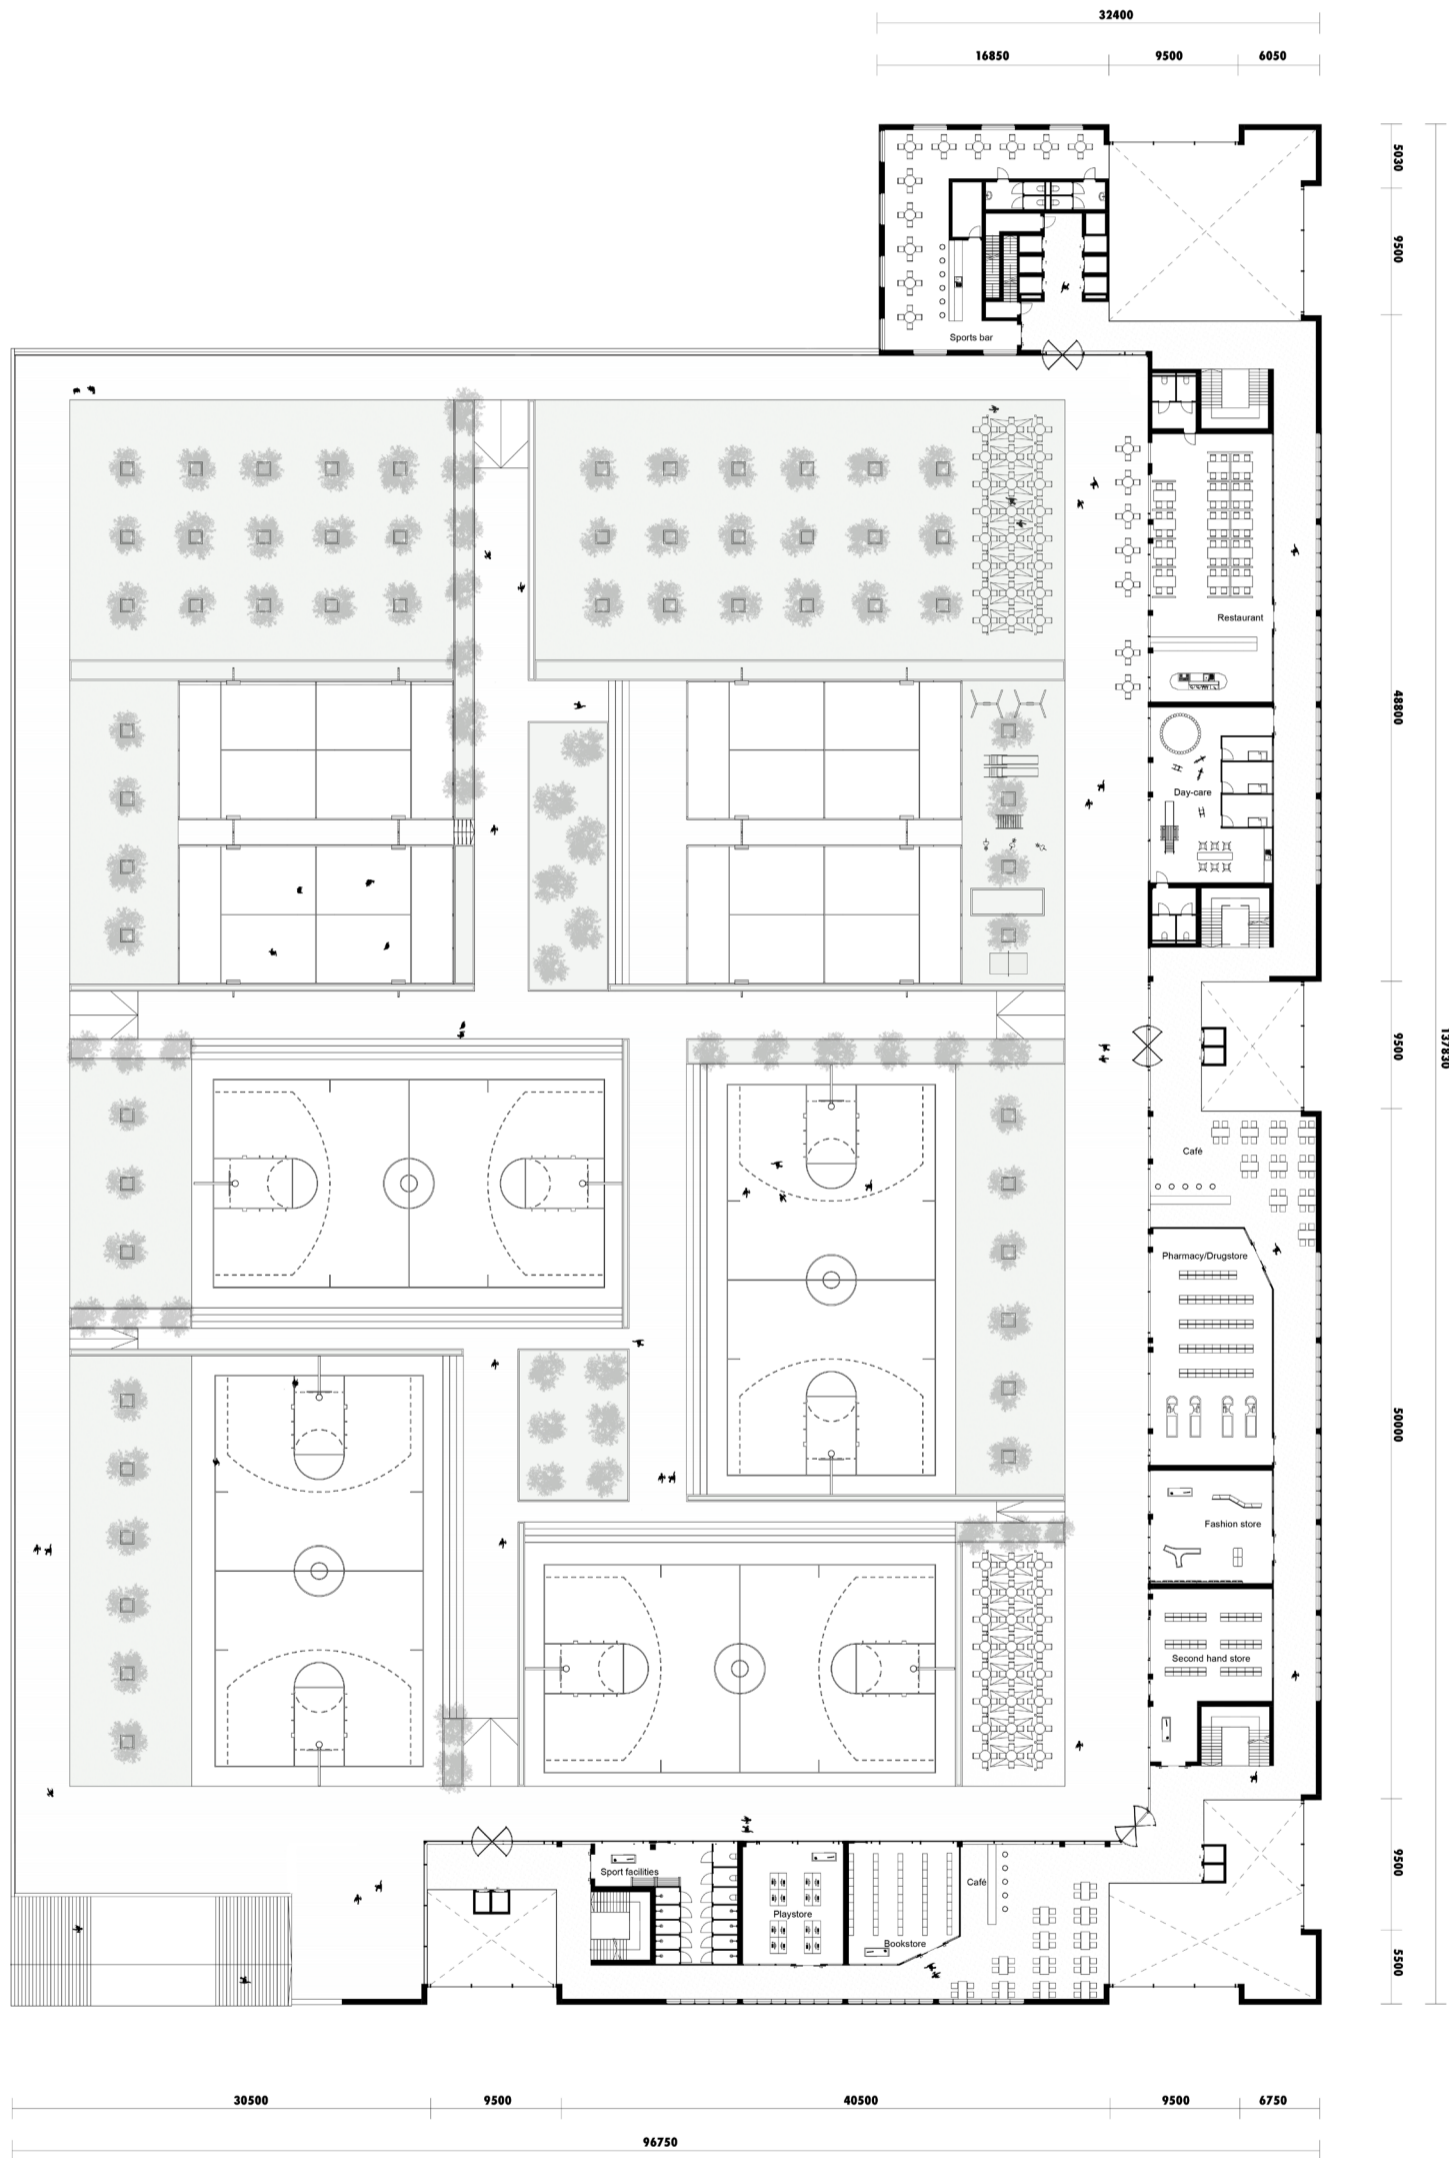 32400
16850
9500
6050
5030
9500
Sports bar
Restaurant
48800
Day-care
9500
137830
Café
Pharmacy/Drugstore
50000
Fashion store
Second hand store
Sport facilities
Playstore
Bookstore
Café
9500
5500
30500
9500
40500
9500
6750
96750